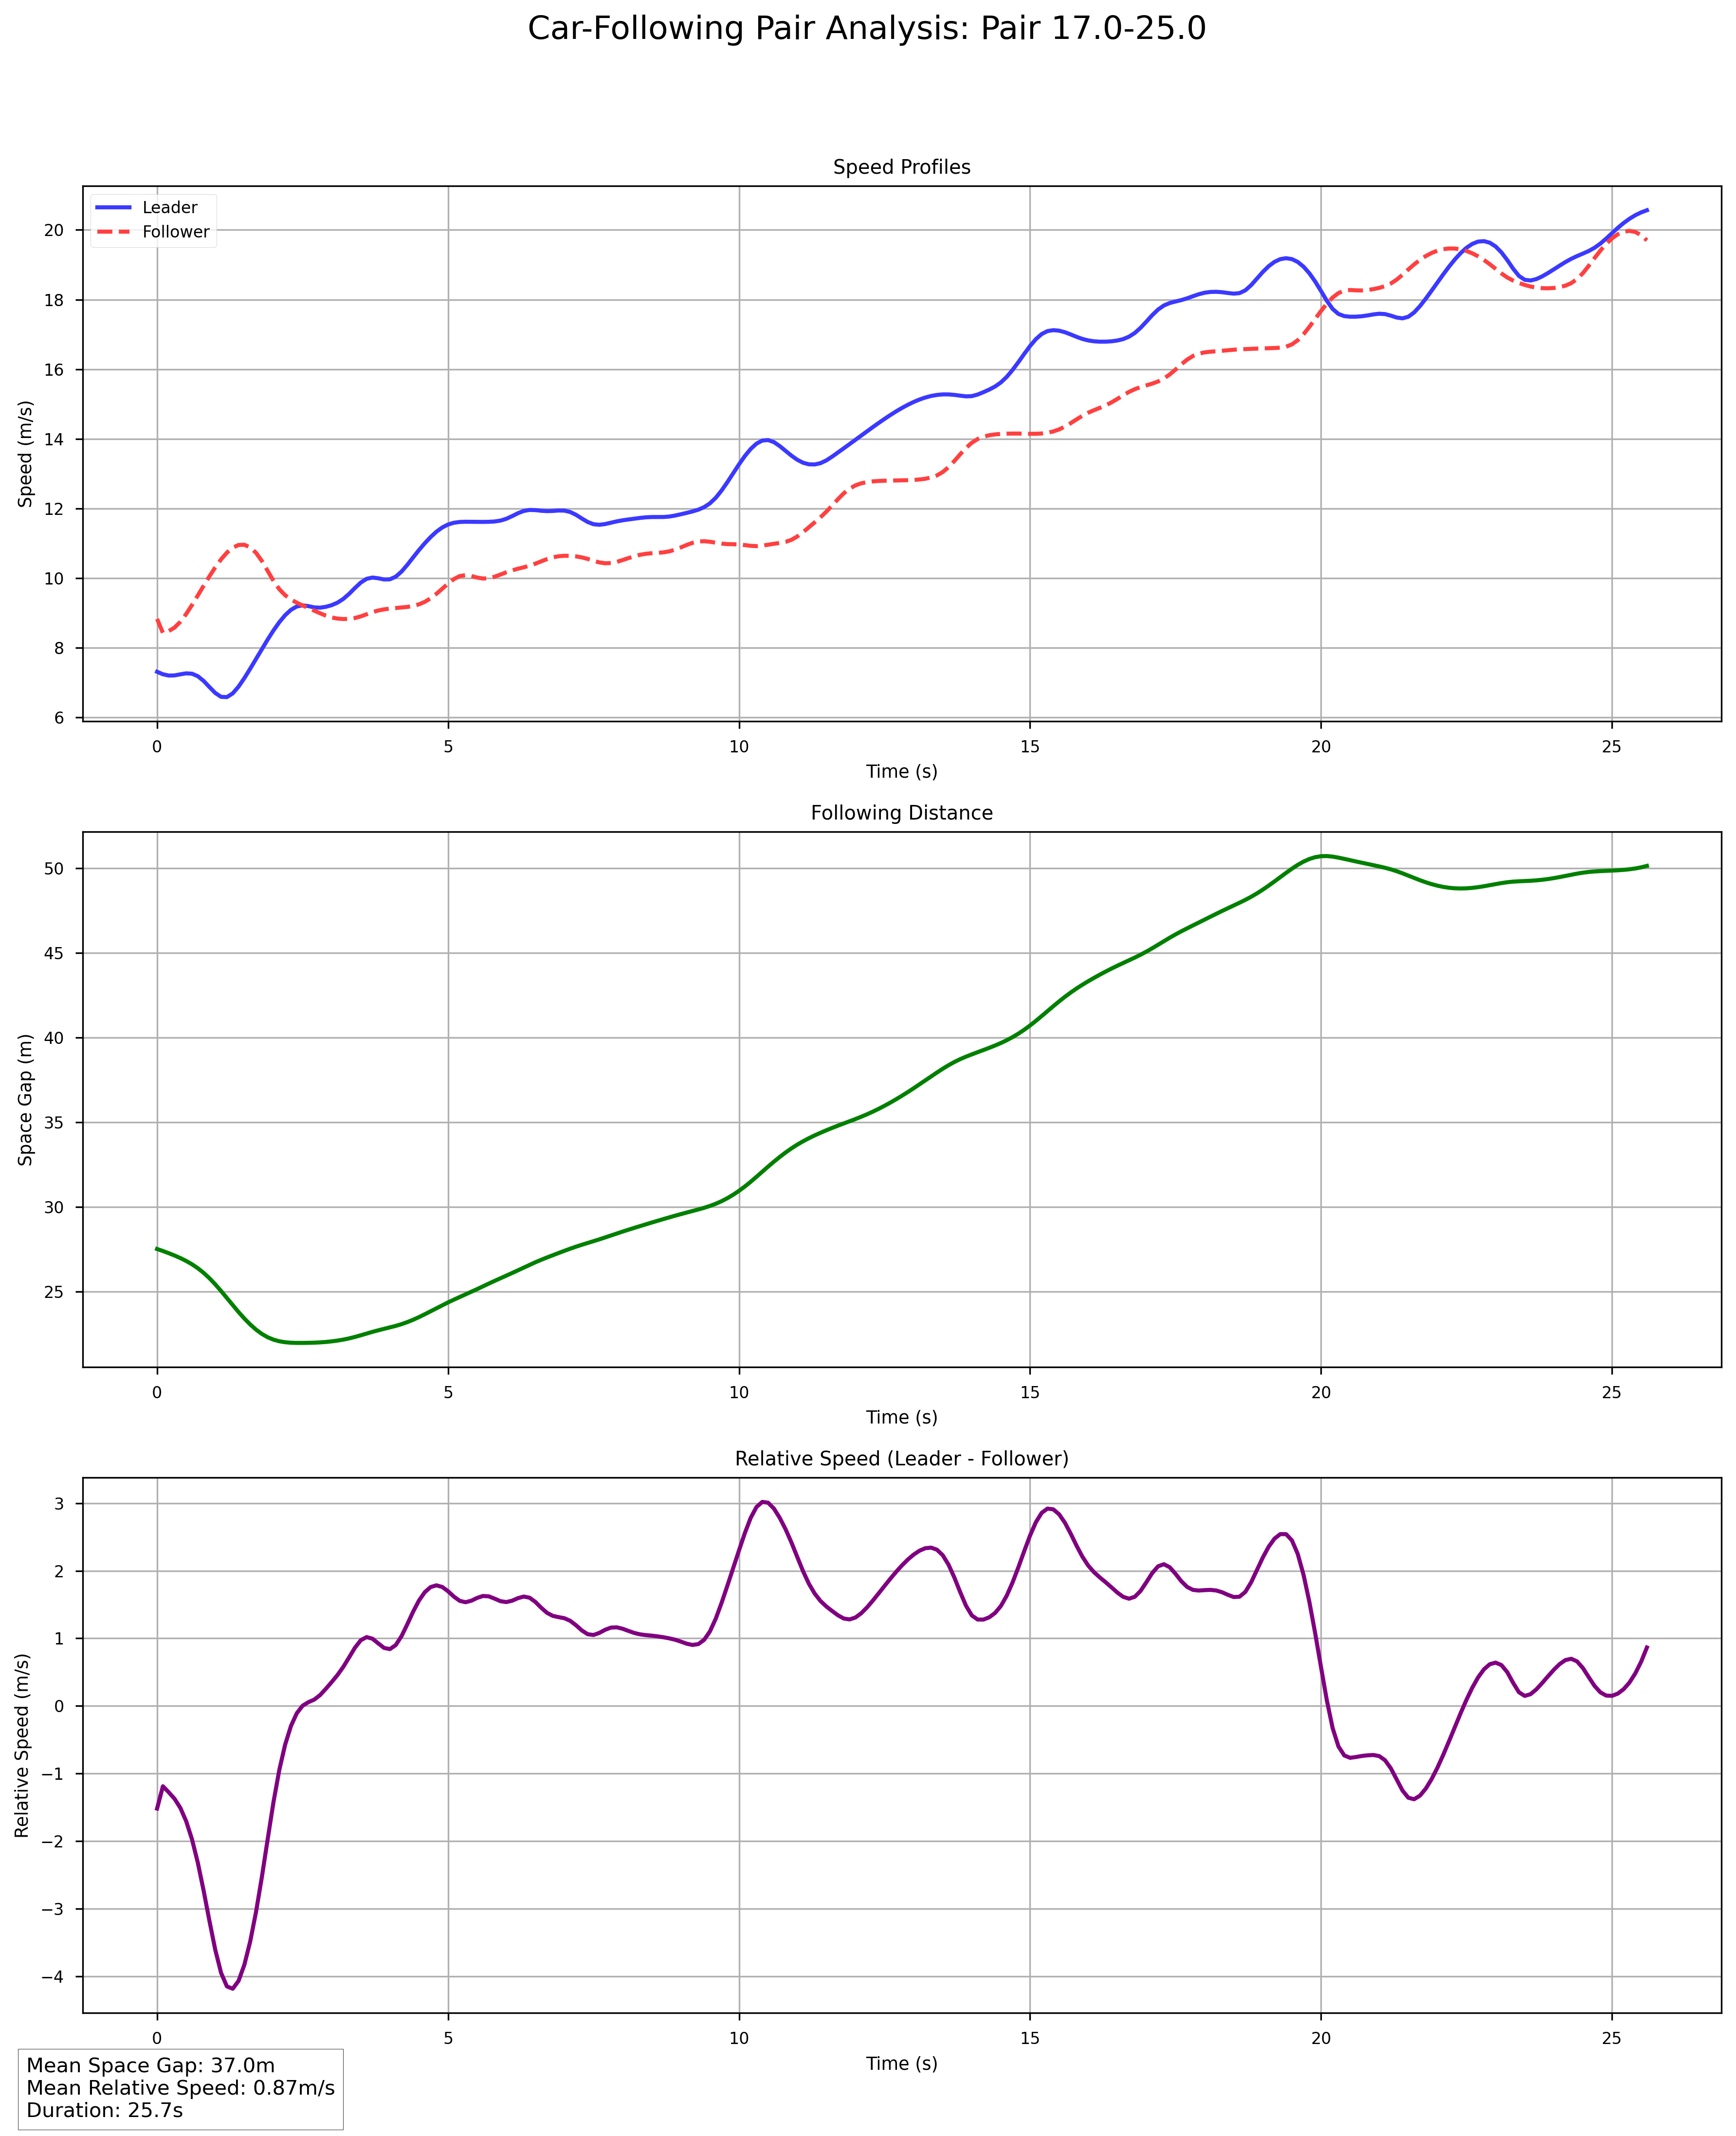 Car-Following Pair Analysis: Pair 17.0-25.0
Speed Profiles
Leader
Follower
Speed (m/s)
20
18
16
14
12
10
8
6
0 5 10 15 20 25
Time (s)
Following Distance
Space Gap (m)
50
45
40
35
30
25
0 5 10 15 20 25
Time (s)
Relative Speed (Leader - Follower)
Relative Speed (m/s)
3
2
1
0
−1
−2
−3
−4
0 5 10 15 20 25
Time (s)
Mean Space Gap: 37.0m
Mean Relative Speed: 0.87m/s
Duration: 25.7s